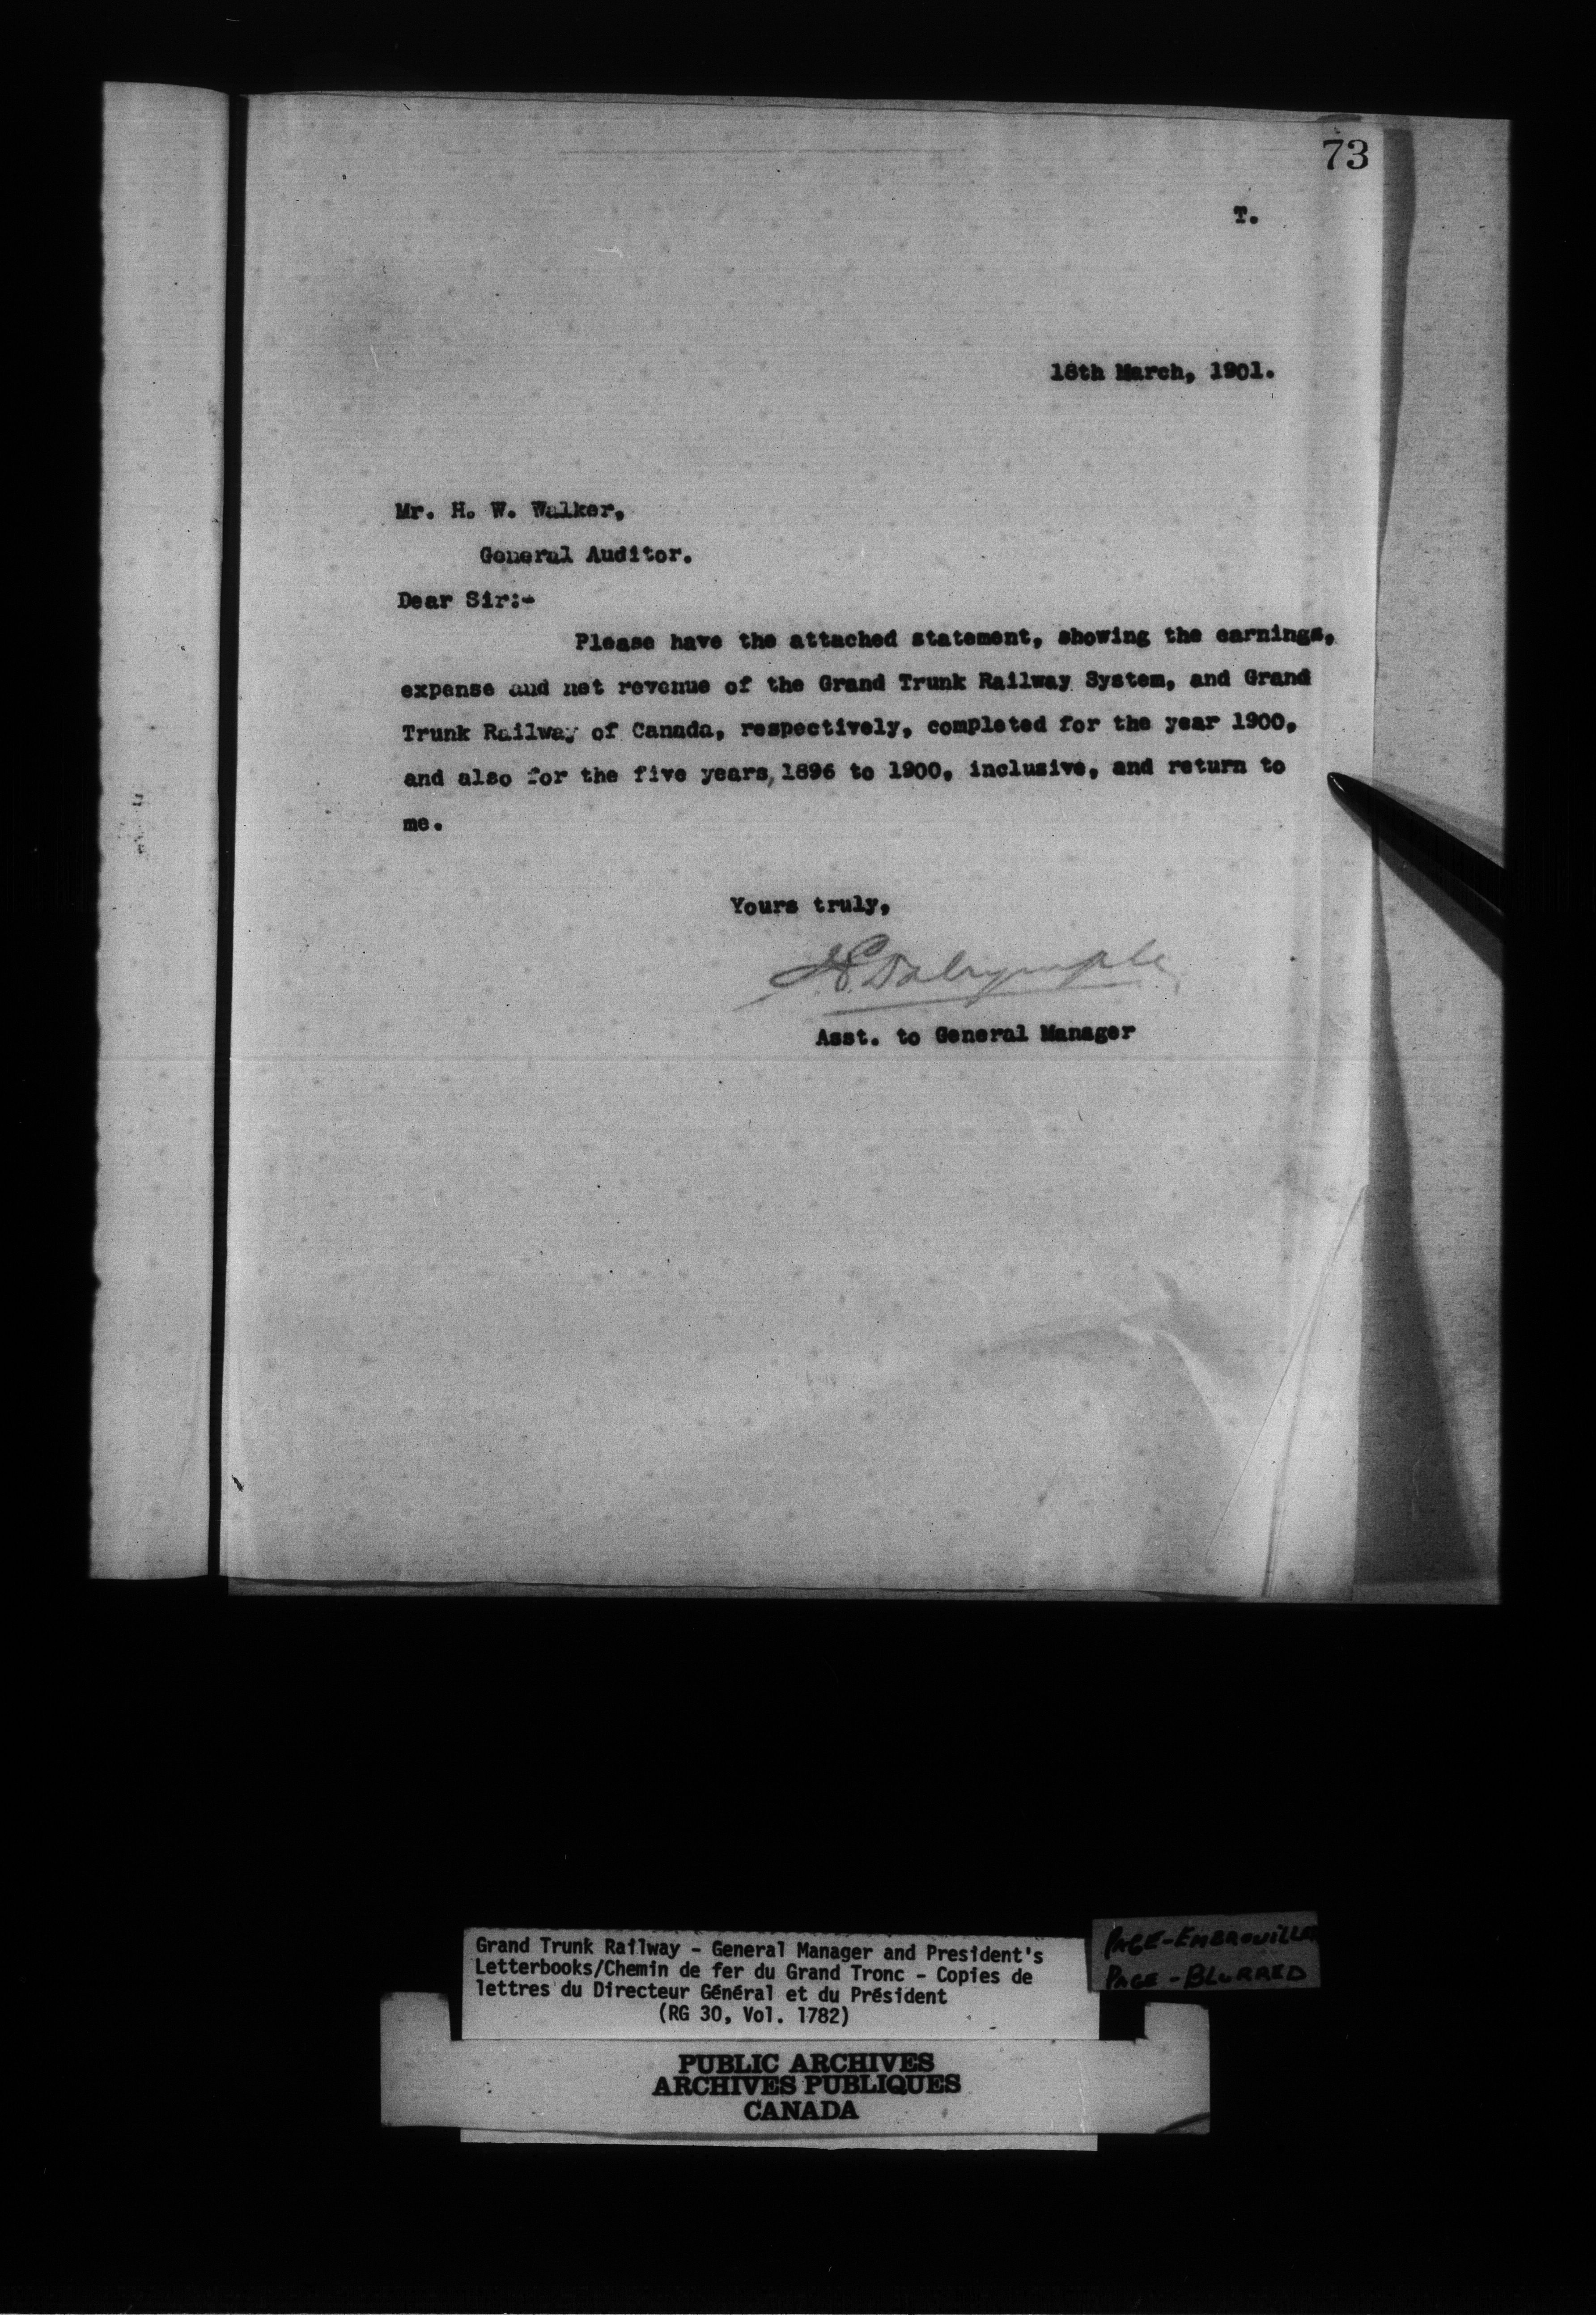 73
T.
18th March, 1901.
Mr. H. W. Walker,
General Auditor.
Dear Sir:-
Please have the attached statement, showing the earnings,
expense and net revenue of the Grand Trunk Railway System, and Grand
Trunk Railway of Canada, respectively, completed for the year 1900,
and also for the five years, 1896 to 1900, inclusive, and return to
me.
Yours truly,
Dalrymple
Asst. to General Manager
Grand Trunk Railway - General Manager and President's
Letterbooks/Chemin de fer du Grand Tronc - Copies de
lettres du Directeur Général et du Président
(RG 30, Vol. 1782)
PAGE-EMBROUILLE
PAGE-BLURRED
PUBLIC ARCHIVES
ARCHIVES PUBLIQUES
CANADA